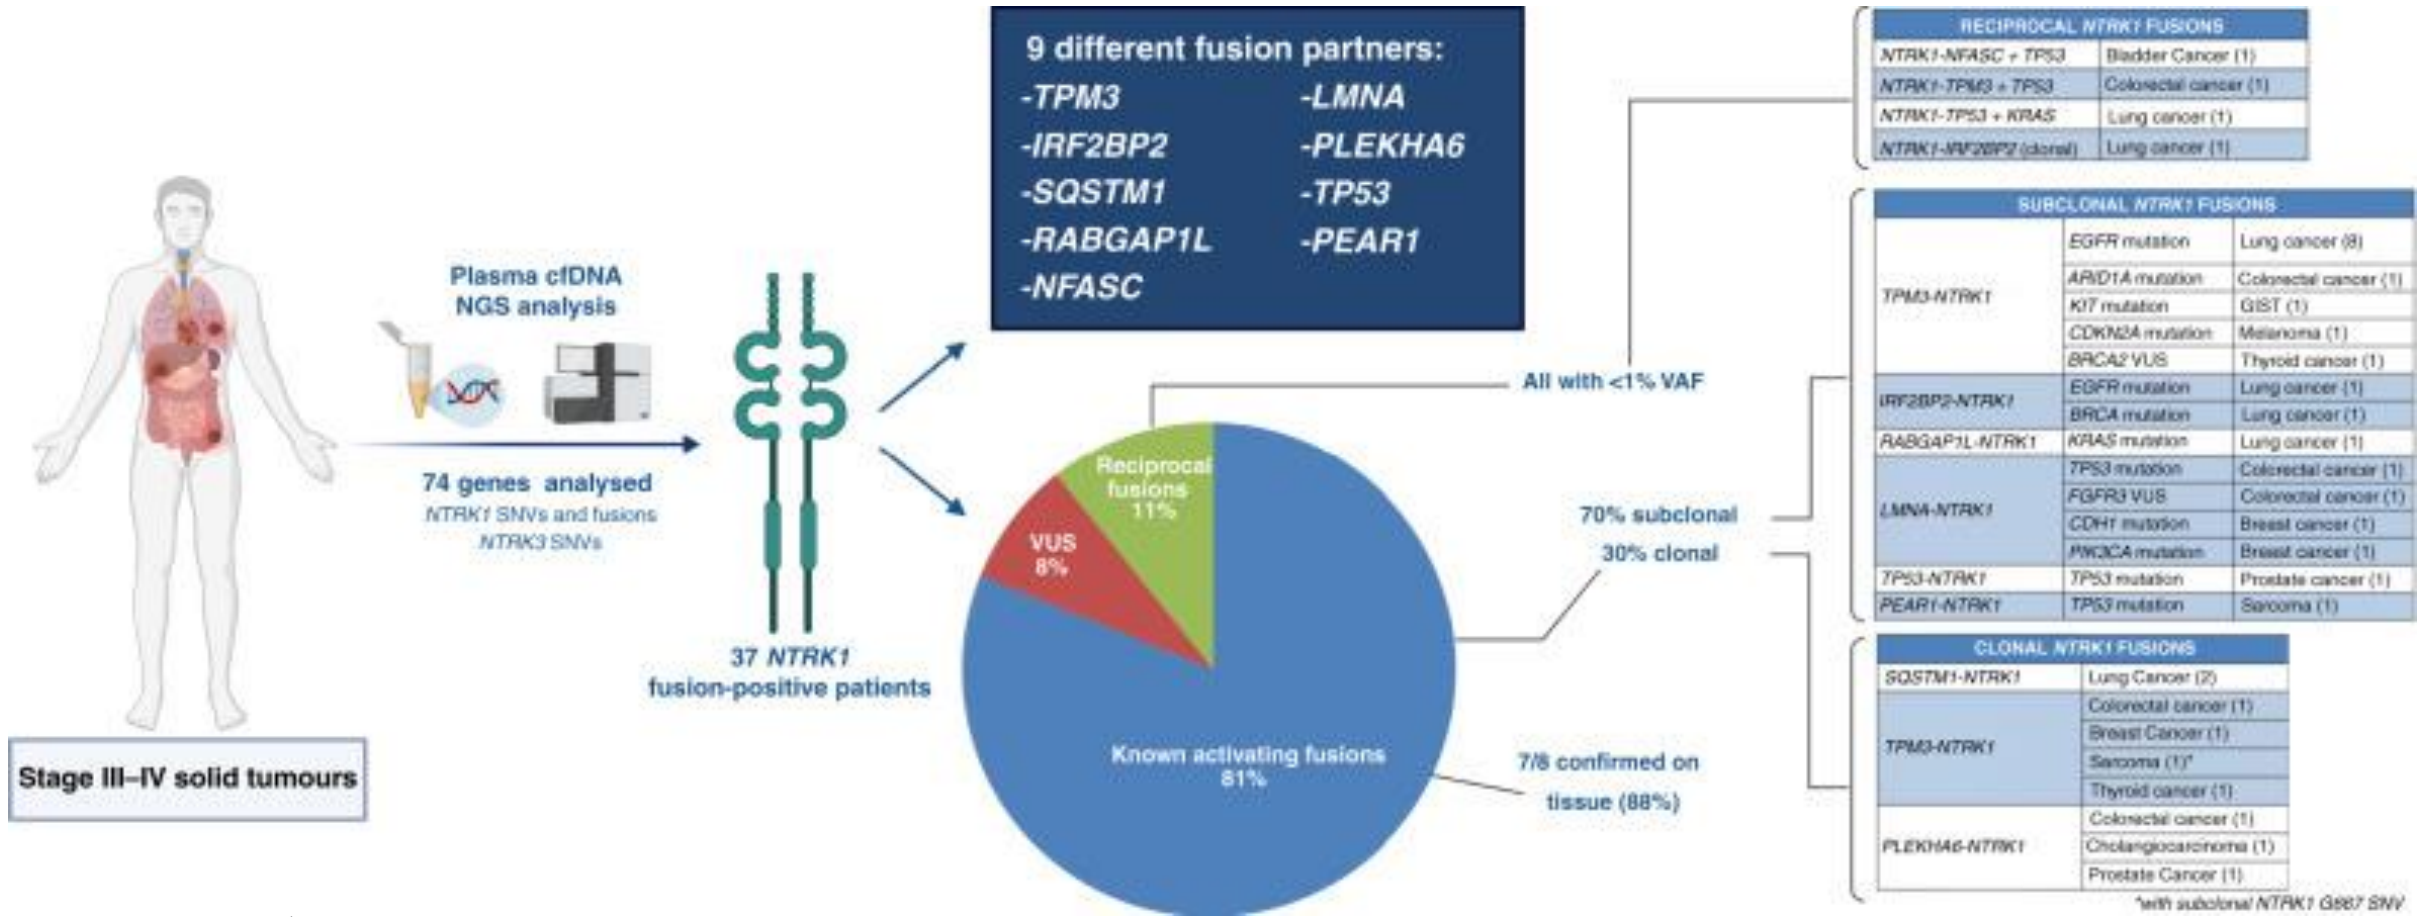 Stage III–IV solid tumours
Plasma cfDNA
NGS analysis
74 genes analysed
NTRK1 SNVs and fusions
NTRK3 SNVs
37 NTRK1
fusion-positive patients
9 different fusion partners:
-TPM3
-IRF2BP2
-SQSTM1
-RABGAP1L
-NFASC
-LMNA
-PLEKHA6
-TP53
-PEAR1
Reciprocal
fusions
11%
VUS
8%
Known activating fusions
81%
All with <1% VAF
70% subclonal
30% clonal
7/8 confirmed on
tissue (88%)
RECIPROCAL NTRK1 FUSIONS
NTRK1-NFASC + TP53 Bladder Cancer (1)
NTRK1-TPM3 + TP53 Colorectal cancer (1)
NTRK1-TP53 + KRAS Lung cancer (1)
NTRK1-IRF2BP2 (clonal) Lung cancer (1)
SUBCLONAL NTRK1 FUSIONS
TPM3-NTRK1
EGFR mutation Lung cancer (8)
ARID1A mutation Colorectal cancer (1)
KIT mutation GIST (1)
CDKN2A mutation Melanoma (1)
BRCA2 VUS Thyroid cancer (1)
IRF2BP2-NTRK1
EGFR mutation Lung cancer (1)
BRCA mutation Lung cancer (1)
RABGAP1L-NTRK1 KRAS mutation Lung cancer (1)
LMNA-NTRK1
TP53 mutation Colorectal cancer (1)
FGFR3 VUS Colorectal cancer (1)
CDH1 mutation Breast cancer (1)
PIK3CA mutation Breast cancer (1)
TP53-NTRK1 TP53 mutation Prostate cancer (1)
PEAR1-NTRK1 TP53 mutation Sarcoma (1)
CLONAL NTRK1 FUSIONS
SQSTM1-NTRK1 Lung Cancer (2)
TPM3-NTRK1
Colorectal cancer (1)
Breast Cancer (1)
Sarcoma (1)*
Thyroid cancer (1)
PLEKHA6-NTRK1
Colorectal cancer (1)
Cholangiocarcinoma (1)
Prostate Cancer (1)
*with subclonal NTRK1 G667 SNV